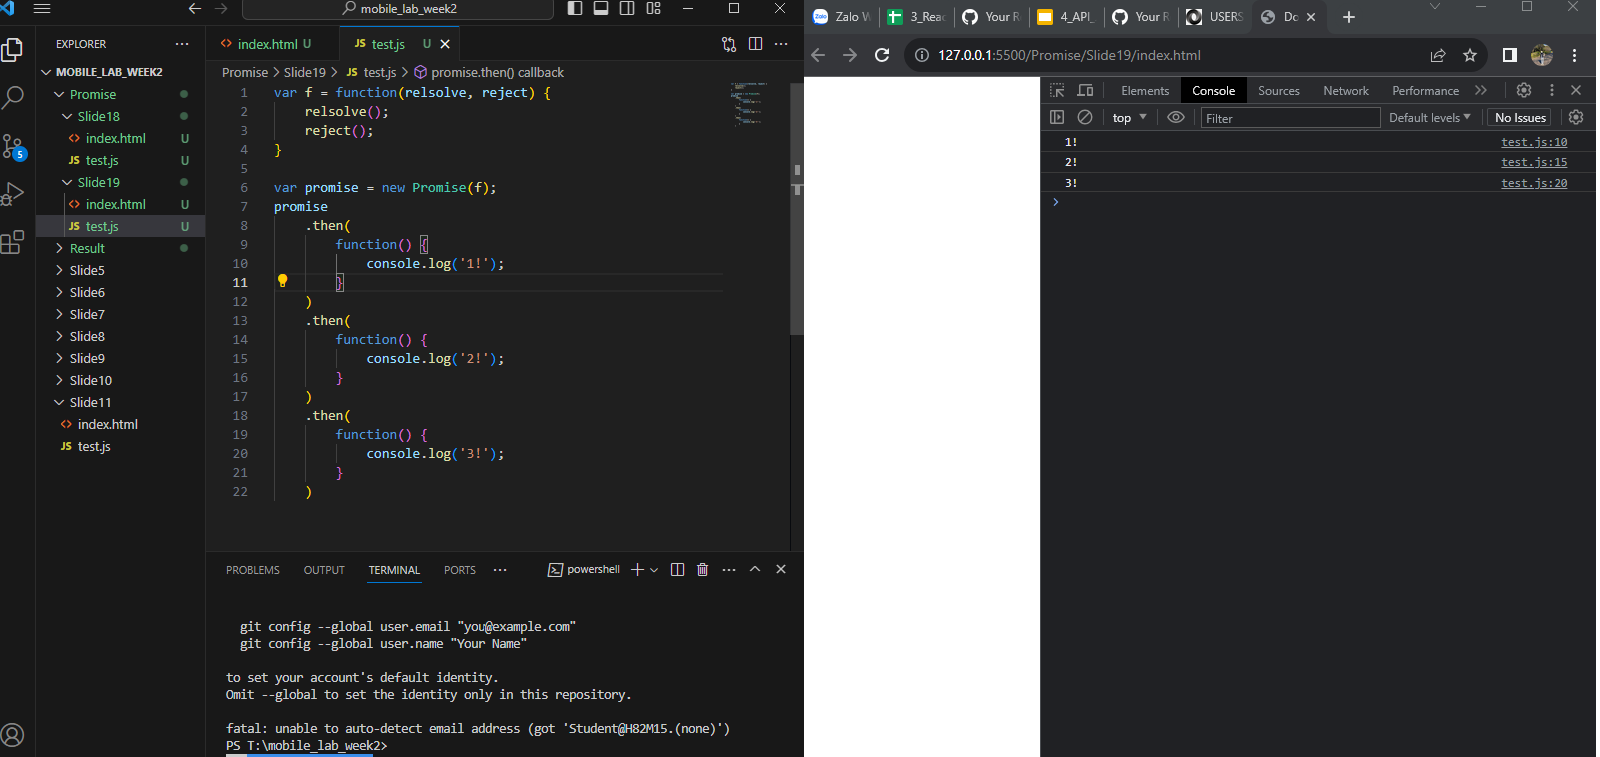 mobile_lab_week2
EXPLORER
MOBILE_LAB_WEEK2
Promise
Slide18
index.html U
JS test.js U
Slide19
index.html U
JS test.js U
Result
Slide5
Slide6
Slide7
Slide8
Slide9
Slide10
Slide11
index.html
JS test.js
5
index.html U
JS test.js U
Promise > Slide19 > JS test.js > promise.then() callback
1 var f = function(relsolve, reject) {
2 relsolve();
3 reject();
4 }
5
6 var promise = new Promise(f);
7 promise
8 .then(
9 function() {
10 console.log('1!');
11 }
12 )
13 .then(
14 function() {
15 console.log('2!');
16 }
17 )
18 .then(
19 function() {
20 console.log('3!');
21 }
22 )
PROBLEMS OUTPUT TERMINAL PORTS powershell
git config --global user.email "you@example.com"
git config --global user.name "Your Name"
to set your account's default identity.
Omit --global to set the identity only in this repository.
fatal: unable to auto-detect email address (got 'Student@H82M15.(none)')
PS T:\mobile_lab_week2>
Zalo Zalo W 3_Reac Your R 4_API_ Your R USERS Do
127.0.0.1:5500/Promise/Slide19/index.html
Elements Console Sources Network Performance
top Filter Default levels No Issues
1! test.js:10
2! test.js:15
3! test.js:20